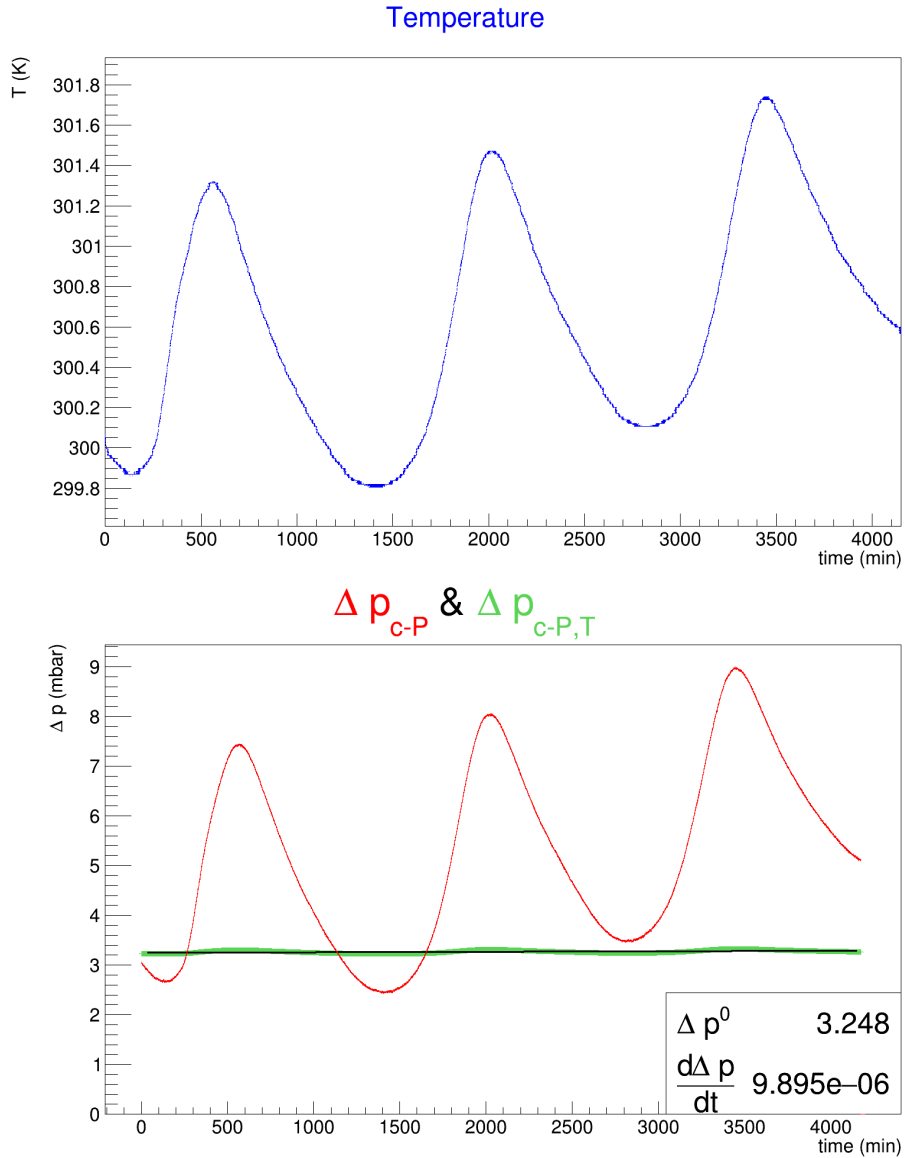 Temperature
T (K)
301.8
301.6
301.4
301.2
301
300.8
300.6
300.4
300.2
300
299.8
0 500 1000 1500 2000 2500 3000 3500 4000
time (min)
Δ p_c-P & Δ p_c-P,T
Δ p (mbar)
9
8
7
6
5
4
3
2
1
0
Δ p^0 3.248
dΔ p/dt 9.895e–06
0 500 1000 1500 2000 2500 3000 3500 4000
time (min)